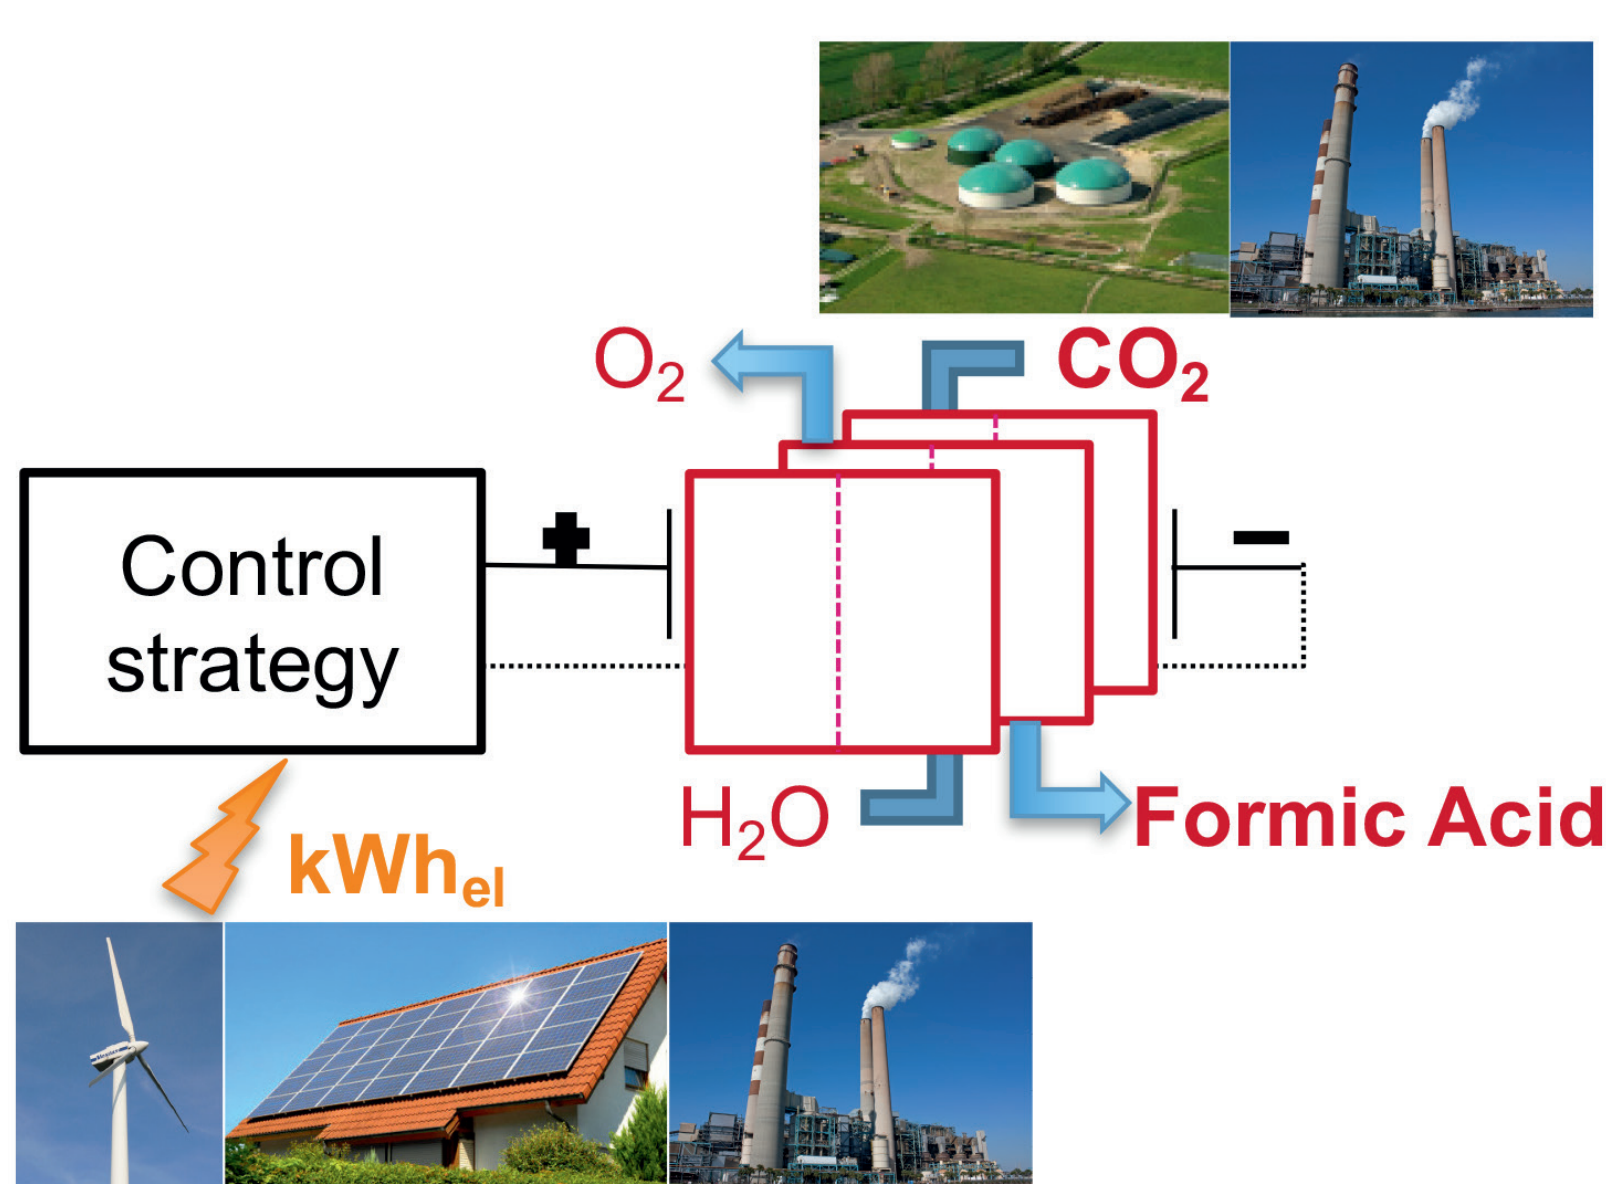 O₂
CO₂
+
−
Control
strategy
H₂O
Formic Acid
kWhₑₗ